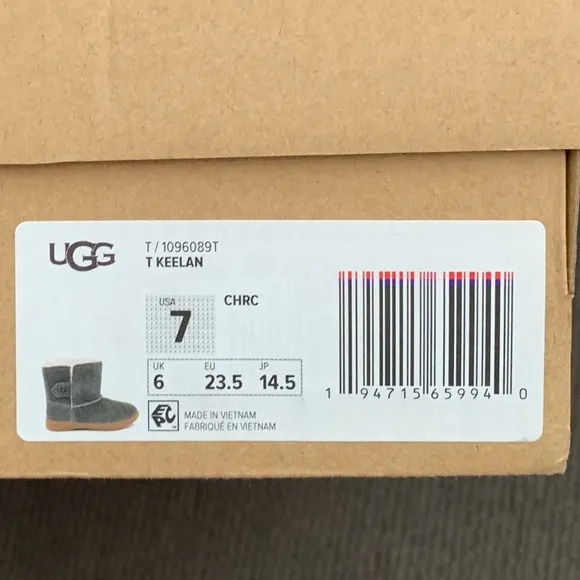 UGG
T / 1096089T
T KEELAN
USA
7
CHRC
UK
6
EU
23.5
JP
14.5
MADE IN VIETNAM
FABRIQUÉ EN VIETNAM
1 94715 65994 0